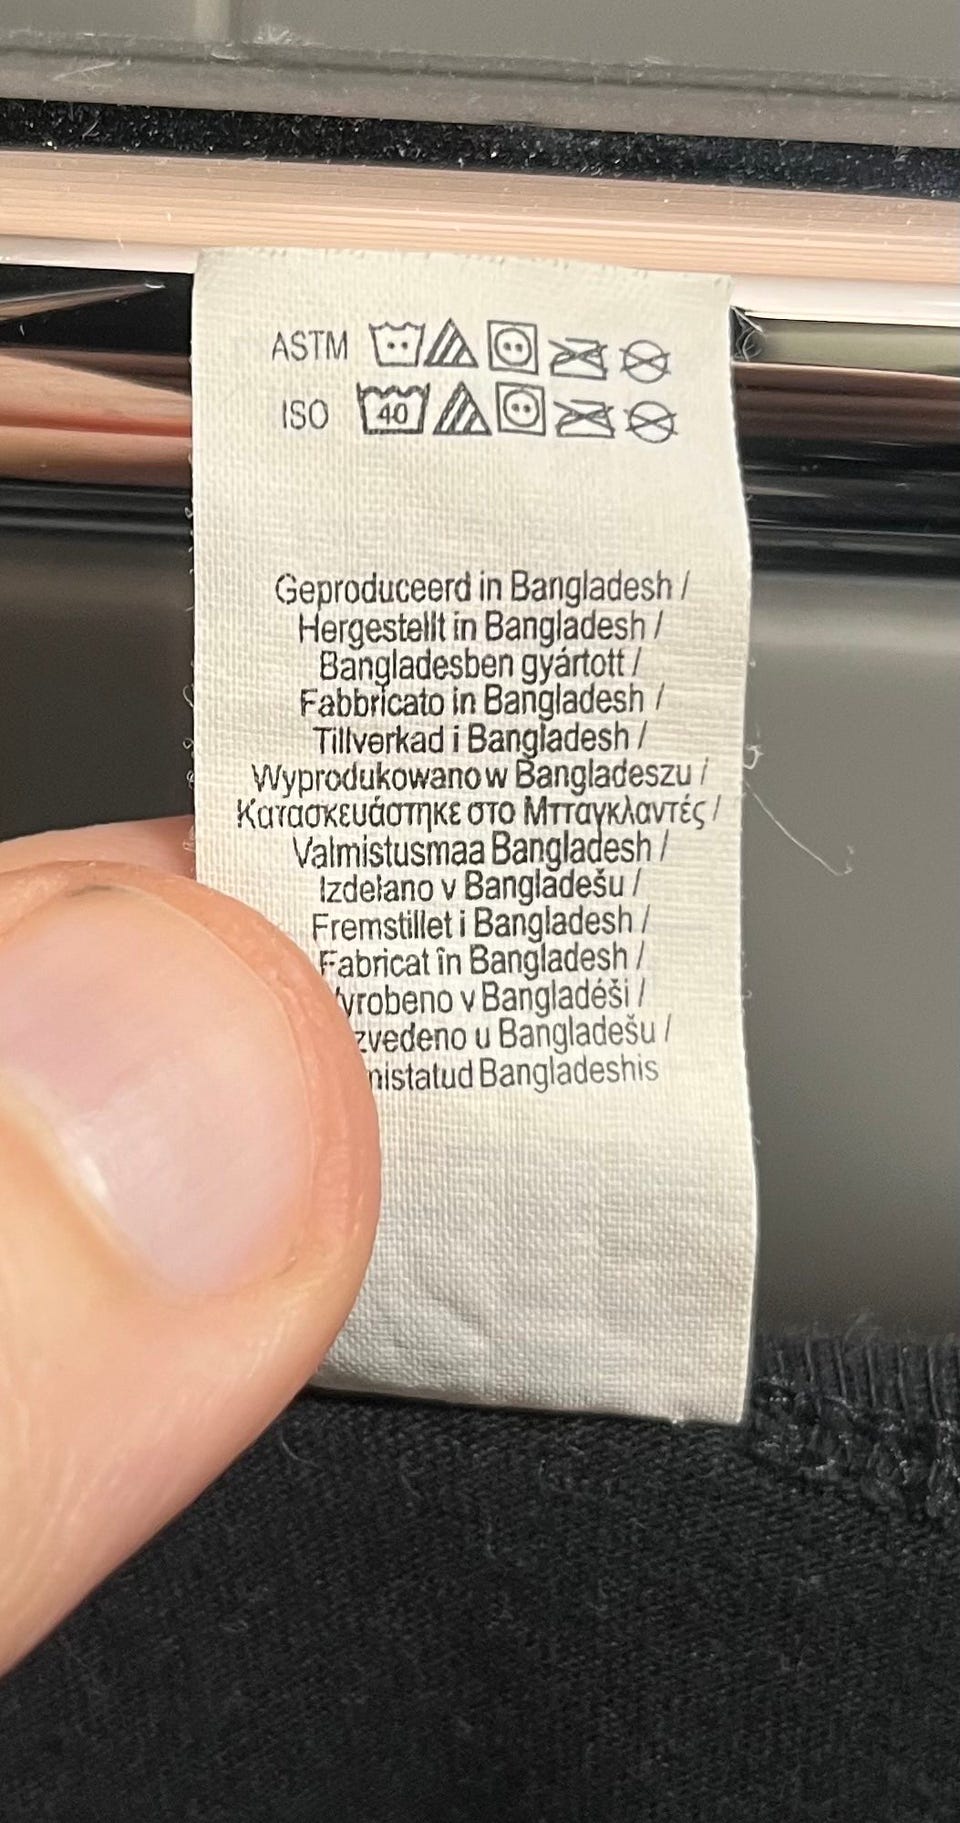 ASTM
ISO 40
Geproduceerd in Bangladesh /
Hergestellt in Bangladesh /
Bangladesben gyártott /
Fabbricato in Bangladesh /
Tillverkad i Bangladesh /
Wyprodukowano w Bangladeszu /
Κατασκευάστηκε στο Μπαγκλαντές /
Valmistusmaa Bangladesh /
Izdelano v Bangladešu /
Fremstillet i Bangladesh /
Fabricat în Bangladesh /
v Bangladéši /
u Bangladešu /
Bangladeshis